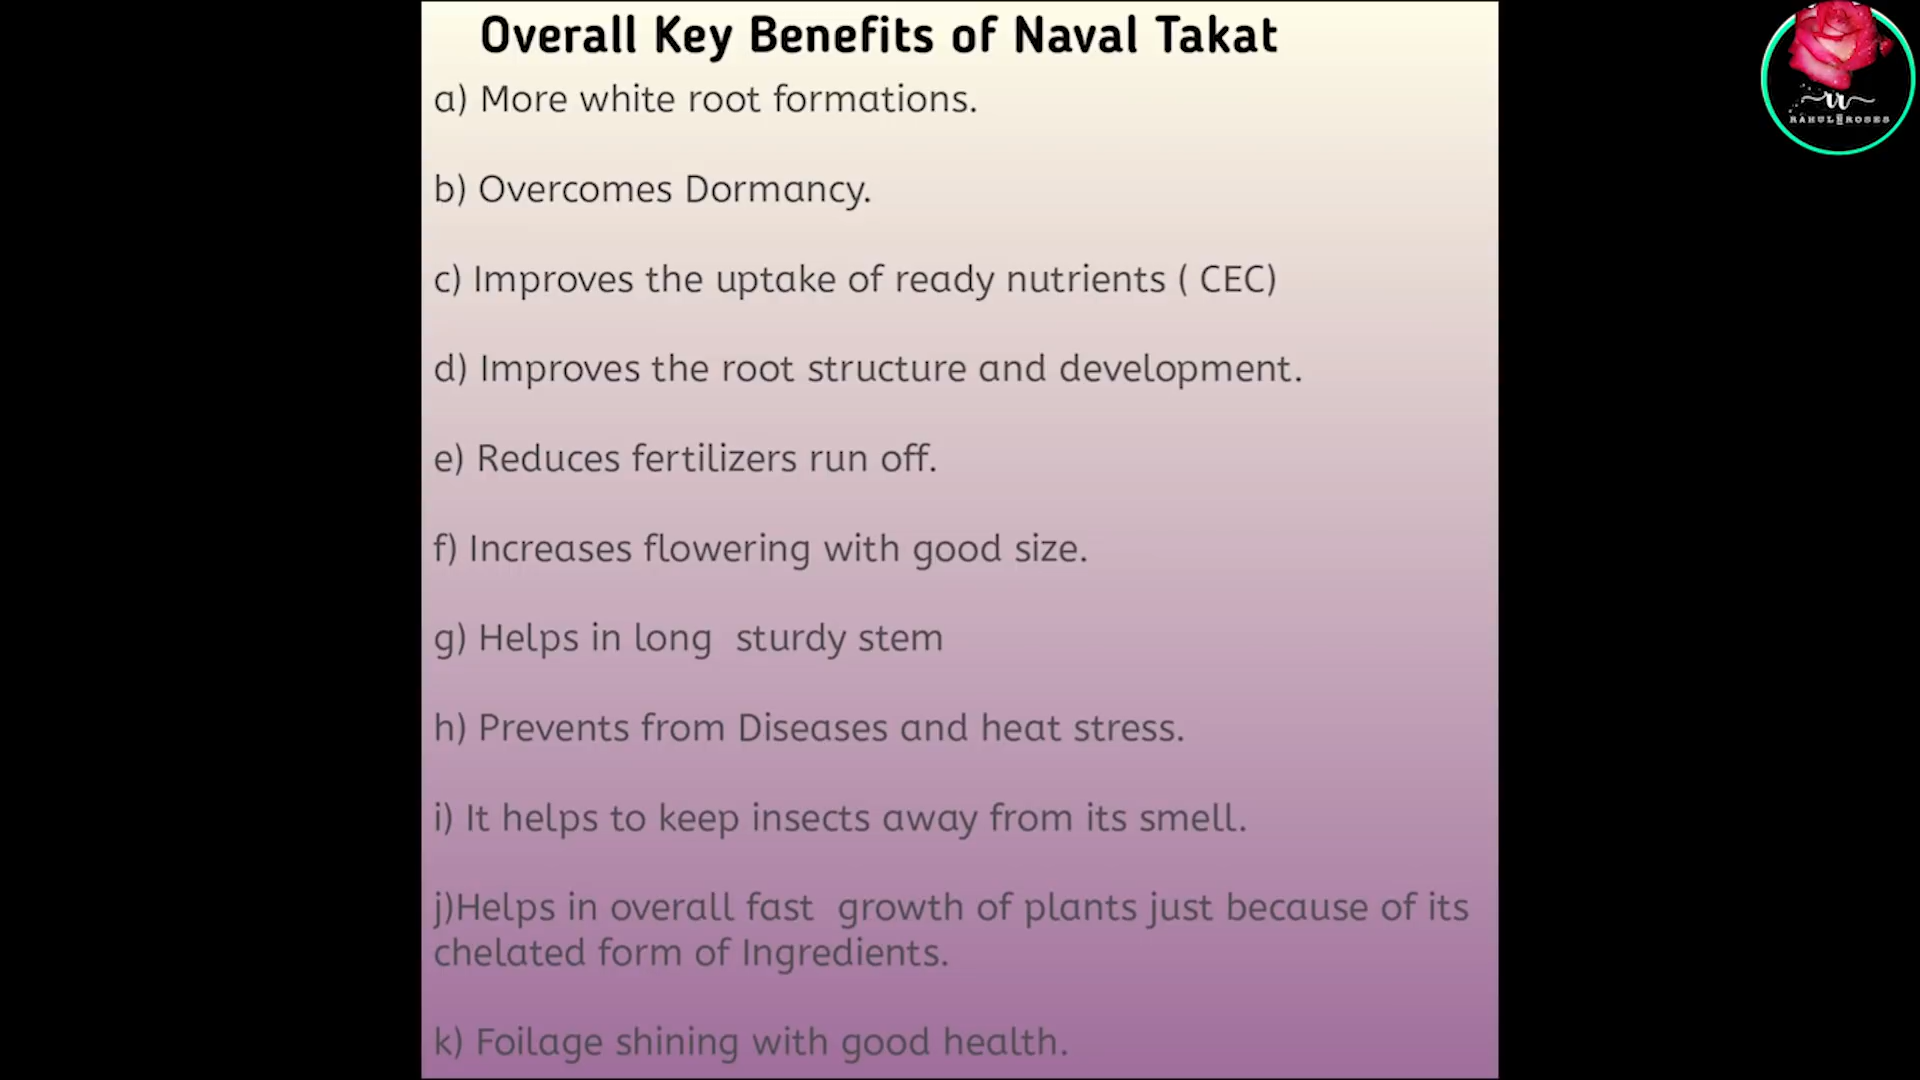 Overall Key Benefits of Naval Takat
a) More white root formations.
b) Overcomes Dormancy.
c) Improves the uptake of ready nutrients ( CEC)
d) Improves the root structure and development.
e) Reduces fertilizers run off.
f) Increases flowering with good size.
g) Helps in long  sturdy stem
h) Prevents from Diseases and heat stress.
i) It helps to keep insects away from its smell.
j)Helps in overall fast  growth of plants just because of its
chelated form of Ingredients.
k) Foilage shining with good health.
rr
RAHUL ROSES